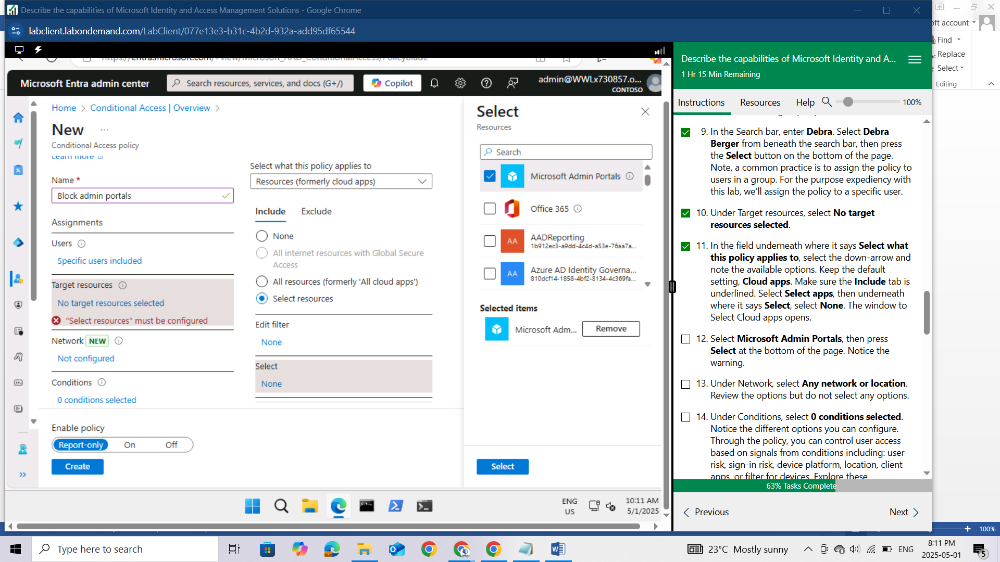 Describe the capabilities of Microsoft Identity and Access Management Solutions - Google Chrome
labclient.labondemand.com/LabClient/077e13e3-b31c-4b2d-932a-add95df65544
https://entra.microsoft.com/#view/Microsoft_AAD_ConditionalAccess/PolicyBlade
Microsoft Entra admin center
Search resources, services, and docs (G+/)
Copilot
admin@WWLx730857.o...
CONTOSO
Home > Conditional Access | Overview >
New ...
Conditional Access policy
Learn more
Name *
Block admin portals
Assignments
Users
Specific users included
Target resources
No target resources selected
"Select resources" must be configured
Network NEW
Not configured
Conditions
0 conditions selected
Enable policy
Report-only On Off
Create
Select what this policy applies to
Resources (formerly cloud apps)
Include Exclude
None
All internet resources with Global Secure
Access
All resources (formerly 'All cloud apps')
Select resources
Edit filter
None
Select
None
Select
Resources
Search
Microsoft Admin Portals
Office 365
AA AADReporting
1b912ec3-a9dd-4c4d-a53e-76aa7a...
AA Azure AD Identity Governa...
810dcf14-1858-4bf2-8134-4c369fa...
Selected items
Microsoft Adm... Remove
Select
ENG
US
10:11 AM
5/1/2025
Describe the capabilities of Microsoft Identity and A...
1 Hr 15 Min Remaining
Instructions Resources Help 100%
9. In the Search bar, enter Debra. Select Debra
Berger from beneath the search bar, then press
the Select button on the bottom of the page.
Note, a common practice is to assign the policy to
users in a group. For the purpose expediency with
this lab, we'll assign the policy to a specific user.
10. Under Target resources, select No target
resources selected.
11. In the field underneath where it says Select what
this policy applies to, select the down-arrow and
note the available options. Keep the default
setting, Cloud apps. Make sure the Include tab is
underlined. Select Select apps, then underneath
where it says Select, select None. The window to
Select Cloud apps opens.
12. Select Microsoft Admin Portals, then press
Select at the bottom of the page. Notice the
warning.
13. Under Network, select Any network or location.
Review the options but do not select any options.
14. Under Conditions, select 0 conditions selected.
Notice the different options you can configure.
Through the policy, you can control user access
based on signals from conditions including: user
risk, sign-in risk, device platform, location, client
apps, or filter for devices. Explore these
63% Tasks Complete
Previous Next
oft account
Find
Replace
Select
Editing
100%
Type here to search
23°C Mostly sunny
ENG
8:11 PM
2025-05-01
5